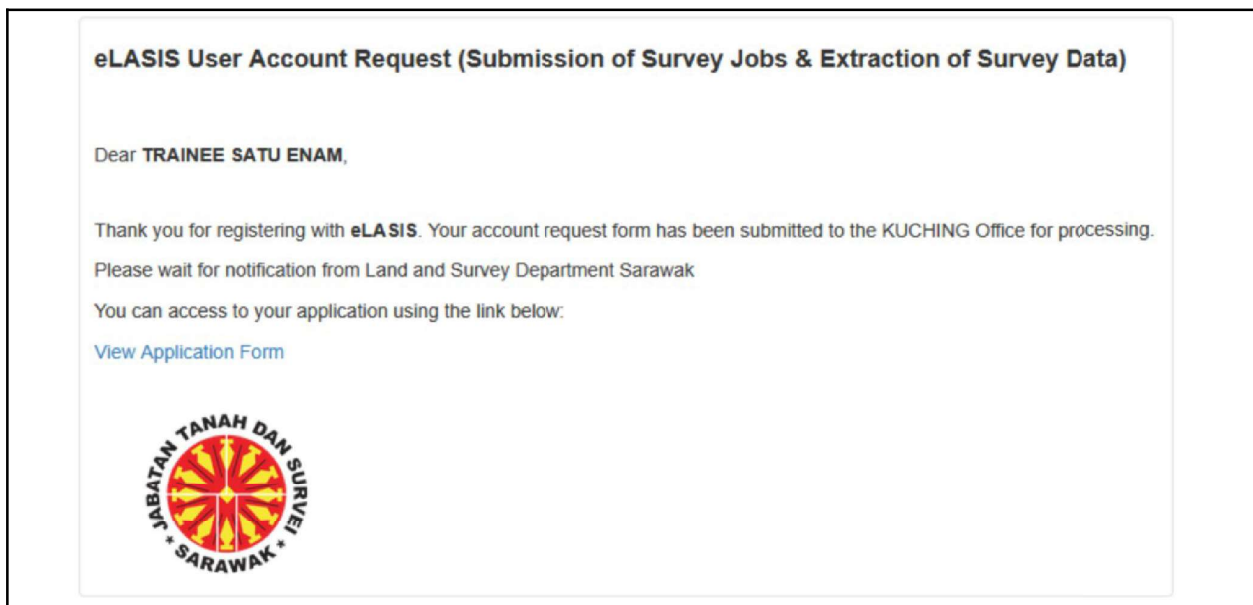 eLASIS User Account Request (Submission of Survey Jobs & Extraction of Survey Data)
Dear TRAINEE SATU ENAM,
Thank you for registering with eLASIS. Your account request form has been submitted to the KUCHING Office for processing.
Please wait for notification from Land and Survey Department Sarawak
You can access to your application using the link below:
View Application Form
JABATAN TANAH DAN SURVEI
* SARAWAK *